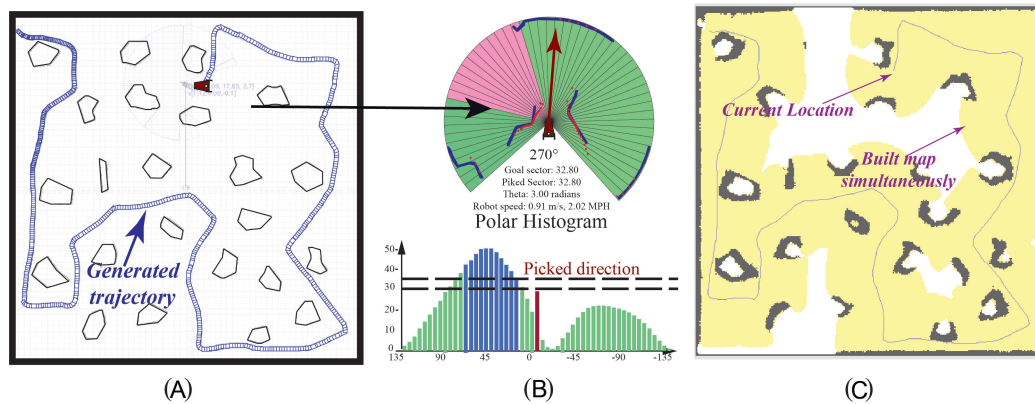 Generated
trajectory
(A)
270°
Goal sector: 32.80
Piked Sector: 32.80
Theta: 3.00 radians
Robot speed: 0.91 m/s, 2.02 MPH
Polar Histogram
Picked direction
50
40
30
20
10
0
135 90 45 0 -45 -90 -135
(B)
Current Location
Built map
simultaneously
(C)